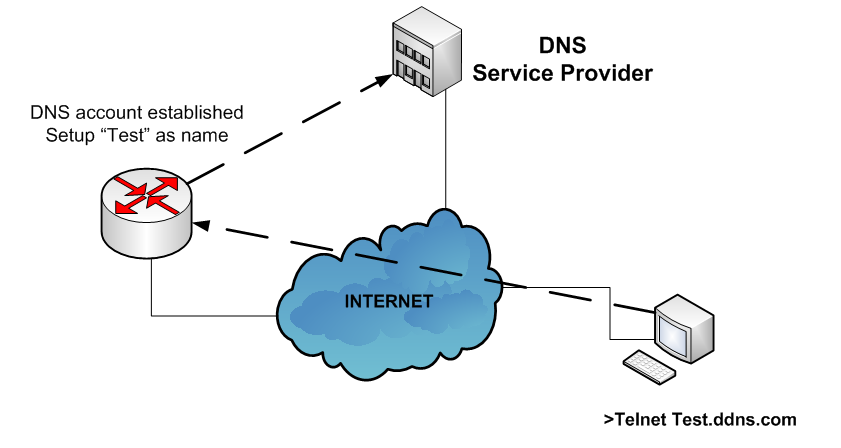 DNS
Service Provider
DNS account established
Setup “Test” as name
INTERNET
>Telnet Test.ddns.com